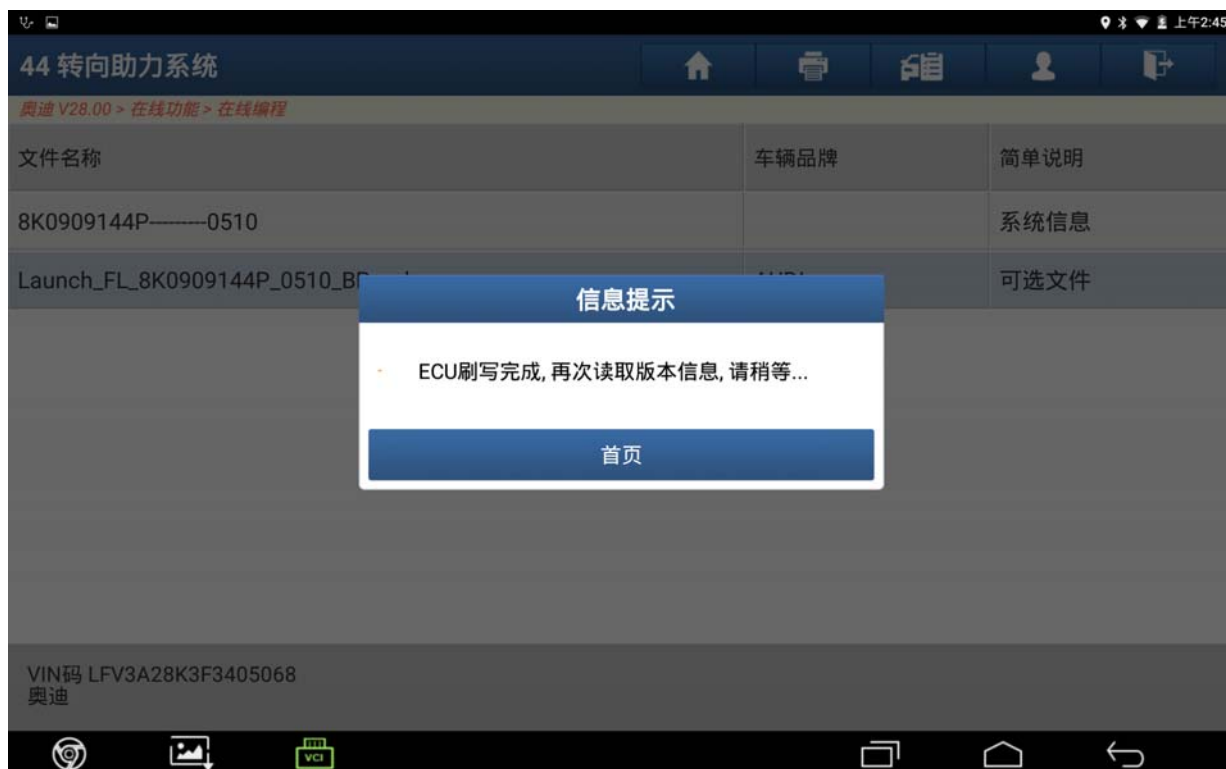 上午2:45
44 转向助力系统
奥迪 V28.00 > 在线功能 > 在线编程
文件名称 车辆品牌 简单说明
8K0909144P---------0510 系统信息
Launch_FL_8K0909144P_0510_B 可选文件
信息提示
ECU刷写完成, 再次读取版本信息, 请稍等...
首页
VIN码 LFV3A28K3F3405068
奥迪
VCI